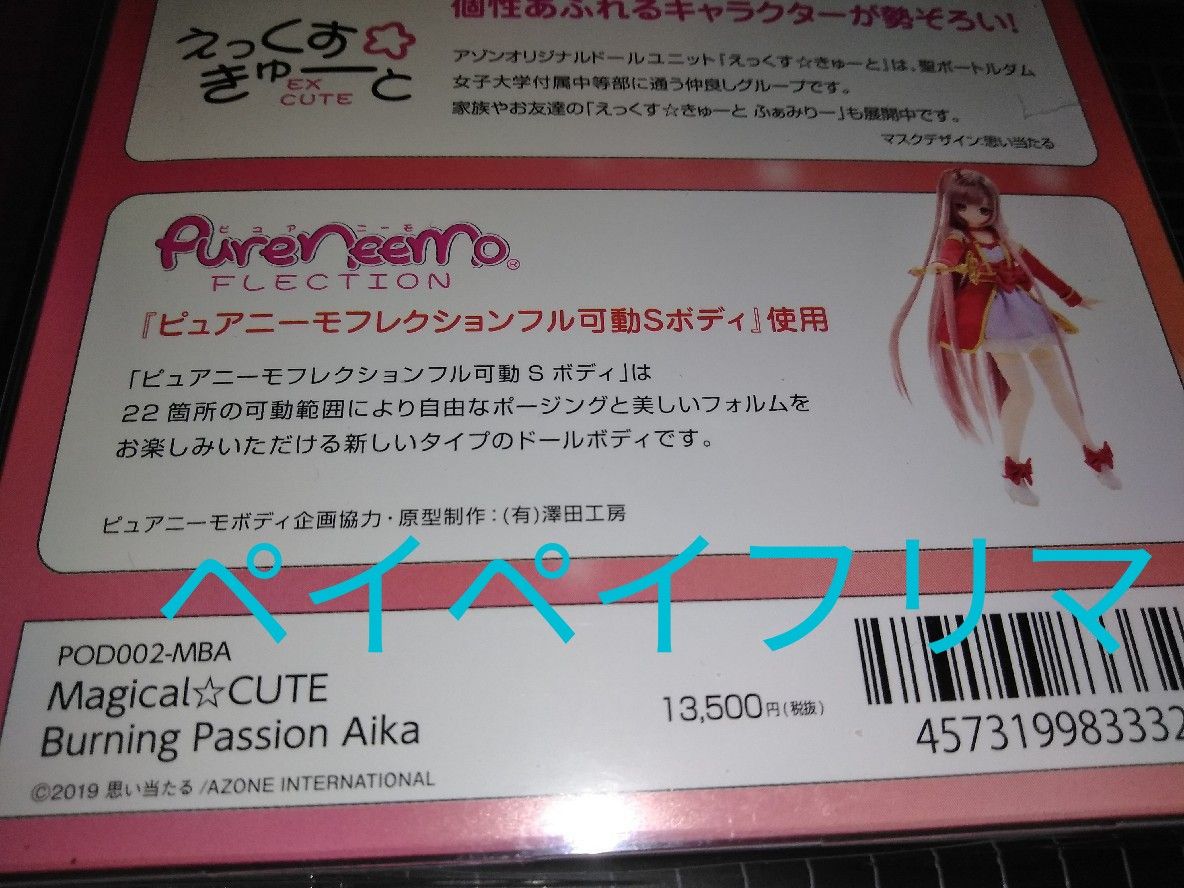 個性あふれるキャラクターが勢ぞろい!
えっくす☆
きゅーと
EX
CUTE
アゾンオリジナルドールユニット「えっくす☆きゅーと」は、聖ポートルダム
女子大学付属中等部に通う仲良しグループです。
家族やお友達の「えっくす☆きゅーと ふぁみりー」も展開中です。
マスクデザイン:思い当たる
ピュアニーモ
PureNeemo®
FLECTION
『ピュアニーモフレクションフル可動Sボディ』使用
「ピュアニーモフレクションフル可動 S ボディ」は
22 箇所の可動範囲により自由なポージングと美しいフォルムを
お楽しみいただける新しいタイプのドールボディです。
ピュアニーモボディ企画協力・原型制作:(有)澤田工房
ペイペイフリマ
POD002-MBA
Magical☆CUTE
Burning Passion Aika
13,500円(税抜)
4573199833332
©2019 思い当たる /AZONE INTERNATIONAL